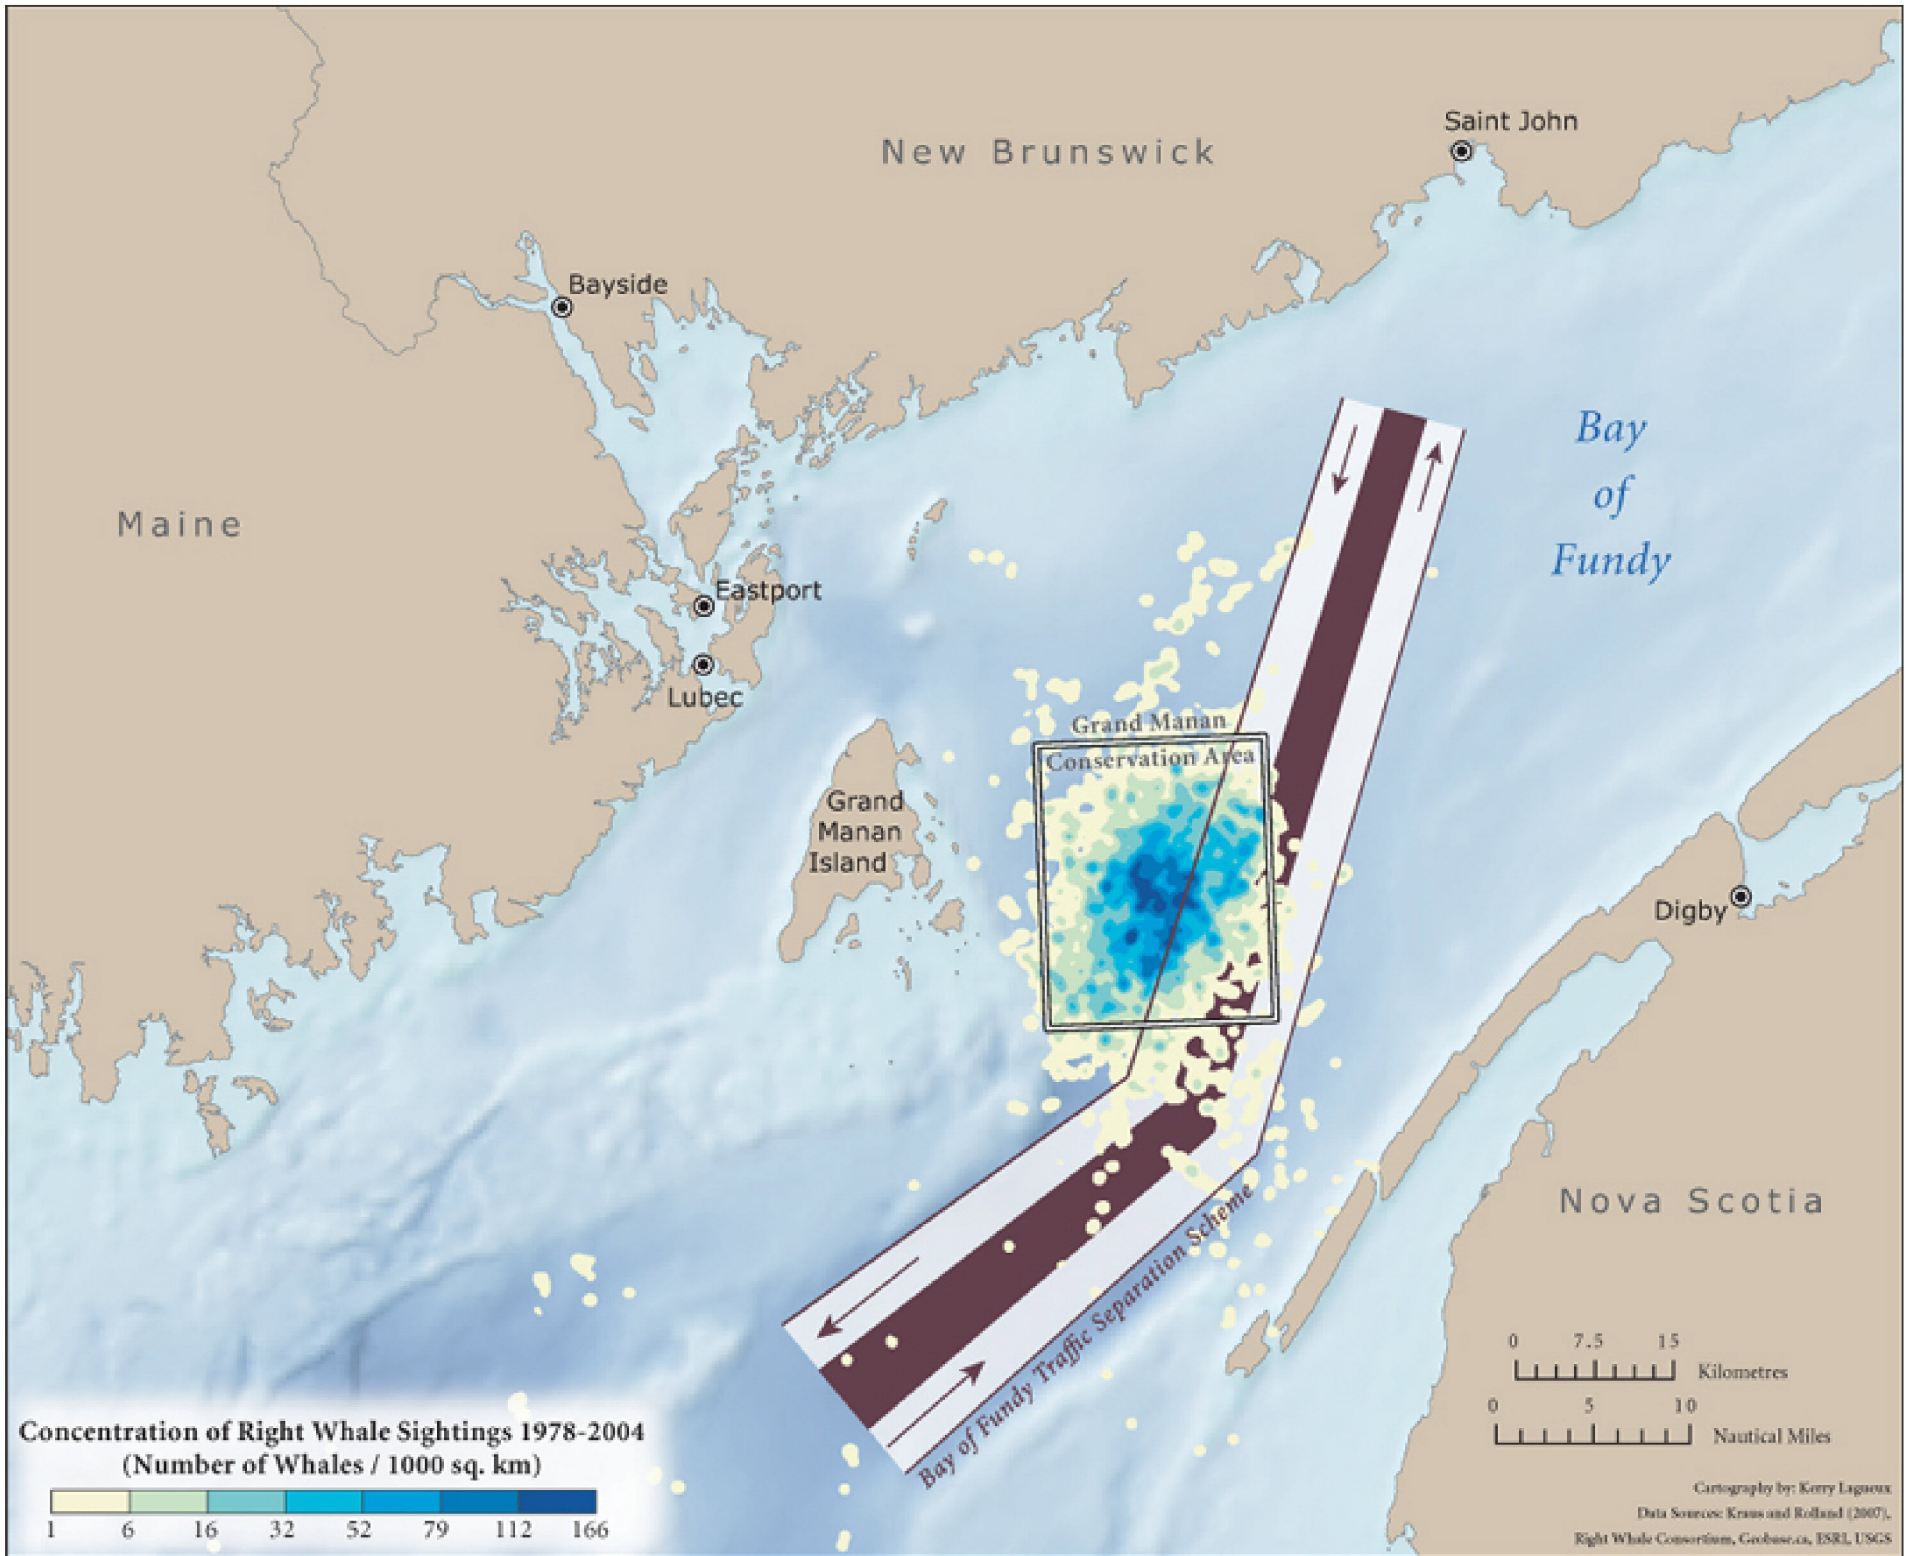 Saint John
New Brunswick
Bayside
Bay
of
Fundy
Maine
Eastport
Lubec
Grand Manan
Conservation Area
Grand
Manan
Island
Digby
Nova Scotia
Bay of Fundy Traffic Separation Scheme
0 7.5 15
Kilometres
0 5 10
Nautical Miles
Concentration of Right Whale Sightings 1978-2004
(Number of Whales / 1000 sq. km)
1 6 16 32 52 79 112 166
Cartography by: Kerry Lagueux
Data Sources: Kraus and Rolland (2007),
Right Whale Consortium, Geobase.ca, ESRI, USGS